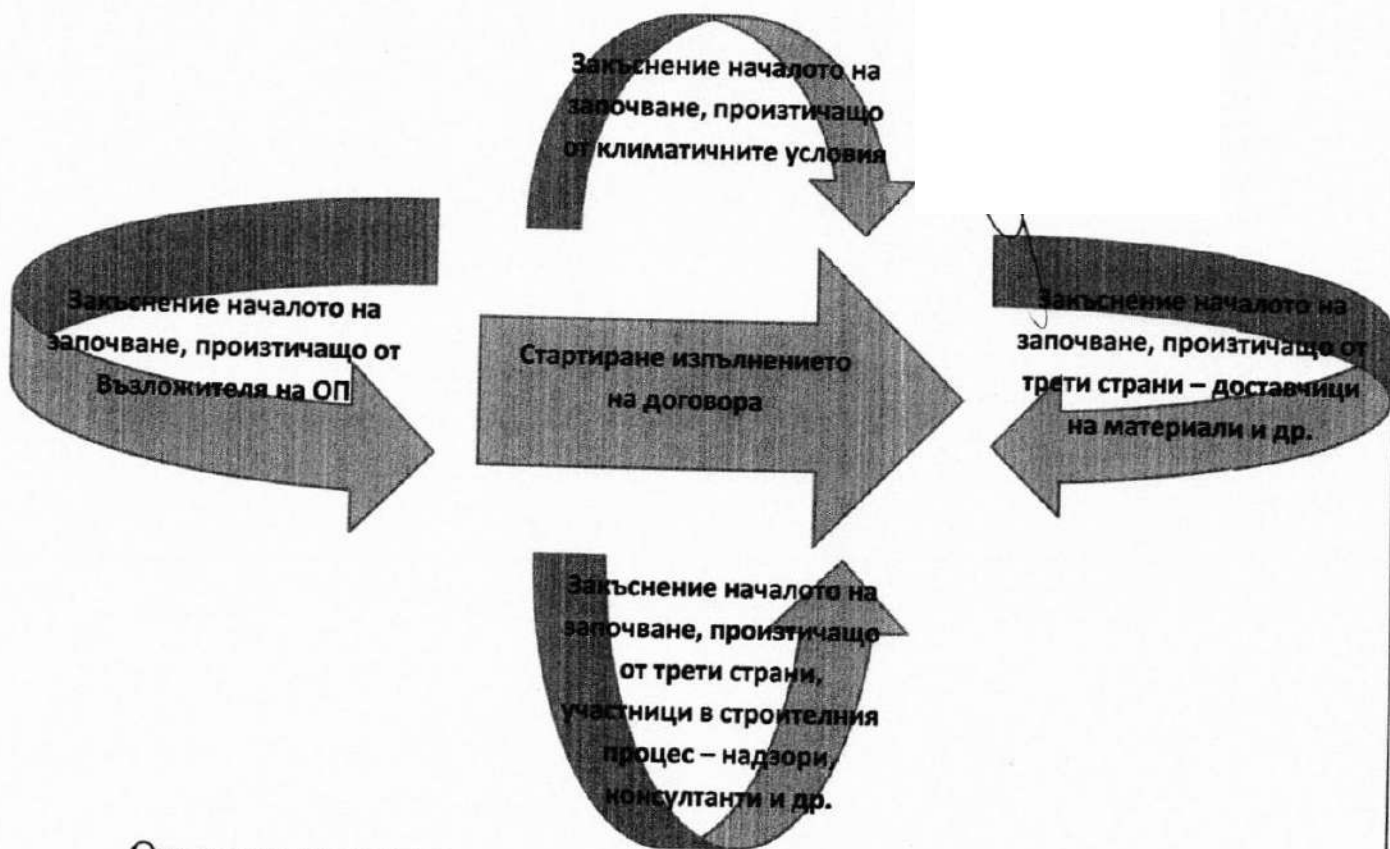 Закъснение началото на
започване, произтичащо
от климатичните условия
Закъснение началото на
започване, произтичащо от
Възложителя на ОП
Стартиране изпълнението
на договора
Закъснение началото на
започване, произтичащо от
трети страни – доставчици
на материали и др.
Закъснение началото на
започване, произтичащо
от трети страни,
участници в строителния
процес – надзори,
консултанти и др.